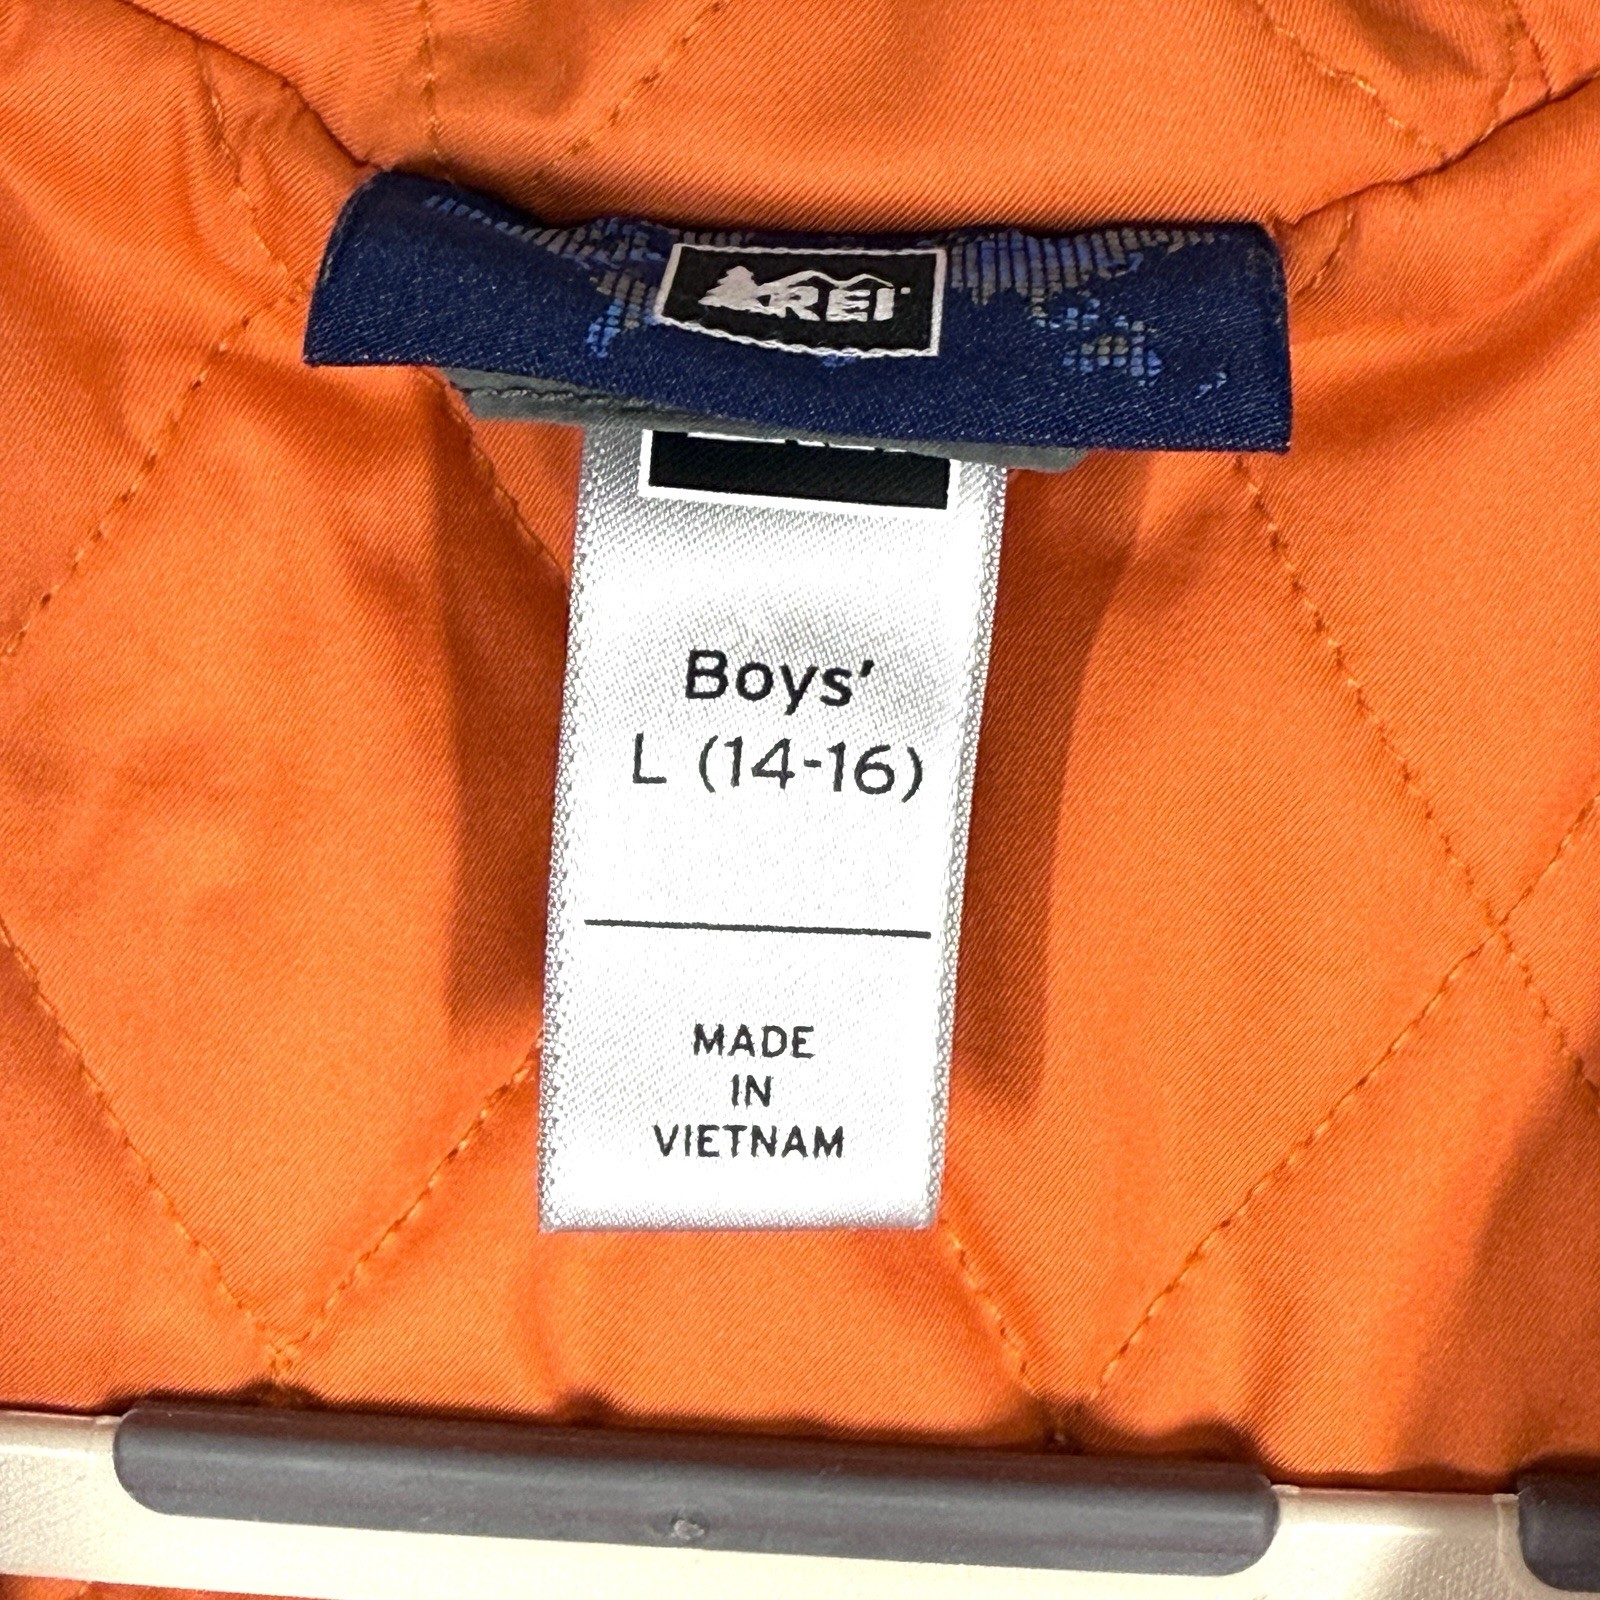 REI
Boys'
L (14-16)
MADE
IN
VIETNAM